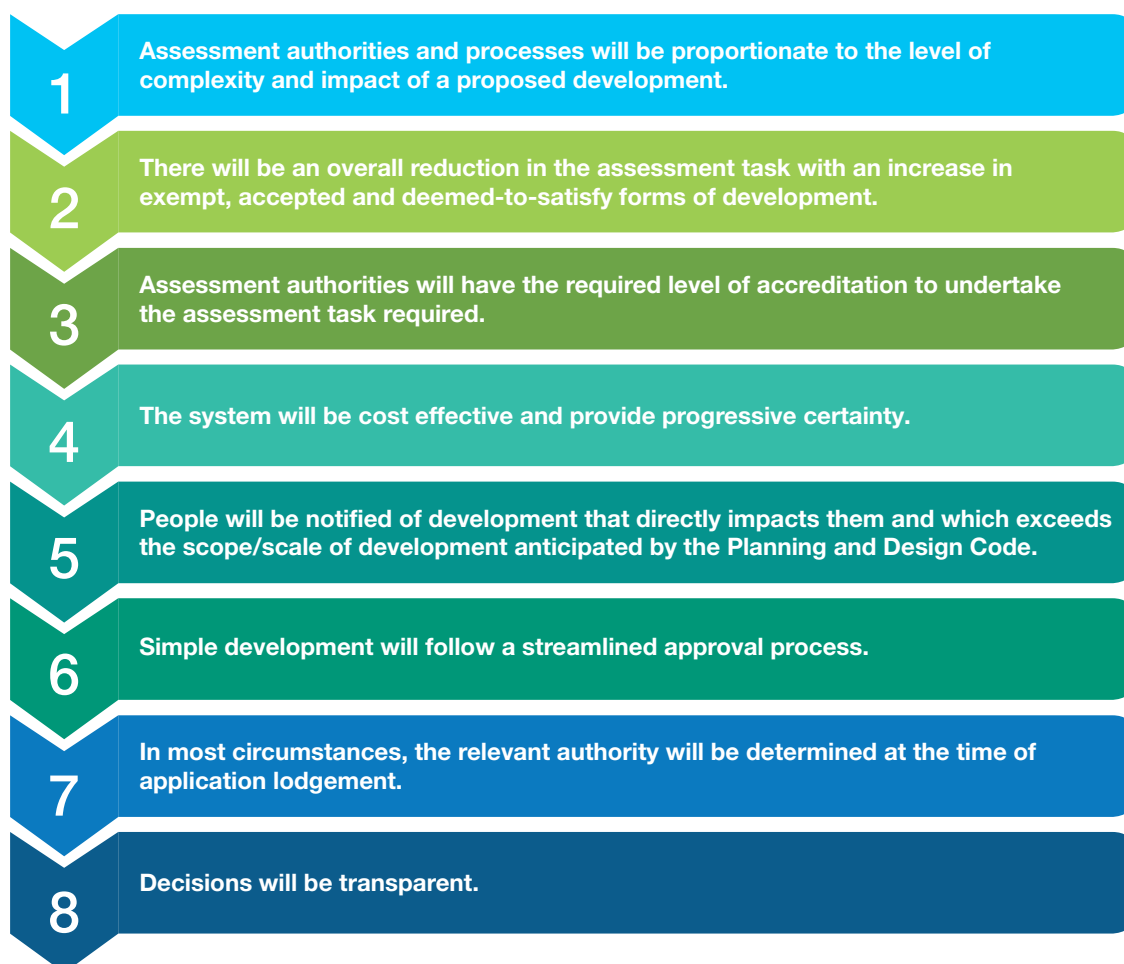 1
Assessment authorities and processes will be proportionate to the level of
complexity and impact of a proposed development.
2
There will be an overall reduction in the assessment task with an increase in
exempt, accepted and deemed-to-satisfy forms of development.
3
Assessment authorities will have the required level of accreditation to undertake
the assessment task required.
4
The system will be cost effective and provide progressive certainty.
5
People will be notified of development that directly impacts them and which exceeds
the scope/scale of development anticipated by the Planning and Design Code.
6
Simple development will follow a streamlined approval process.
7
In most circumstances, the relevant authority will be determined at the time of
application lodgement.
8
Decisions will be transparent.